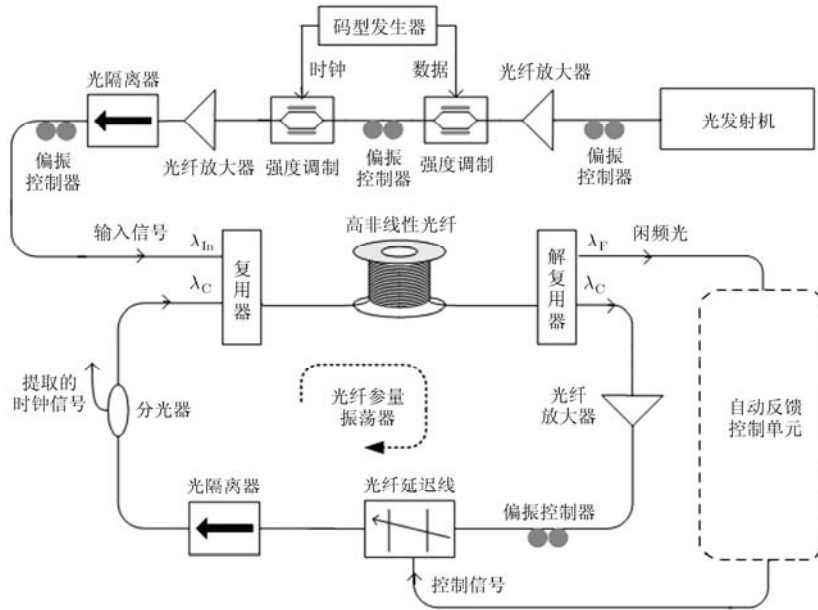 码型发生器
时钟
数据
光纤放大器
光隔离器
光发射机
偏振
控制器
光纤放大器
强度调制
偏振
控制器
强度调制
偏振
控制器
输入信号
λIn
λC
复用器
高非线性光纤
解复用器
λF
λC
闲频光
提取的
时钟信号
分光器
光纤参量
振荡器
光纤
放大器
自动反馈
控制单元
光隔离器
光纤延迟线
偏振控制器
控制信号